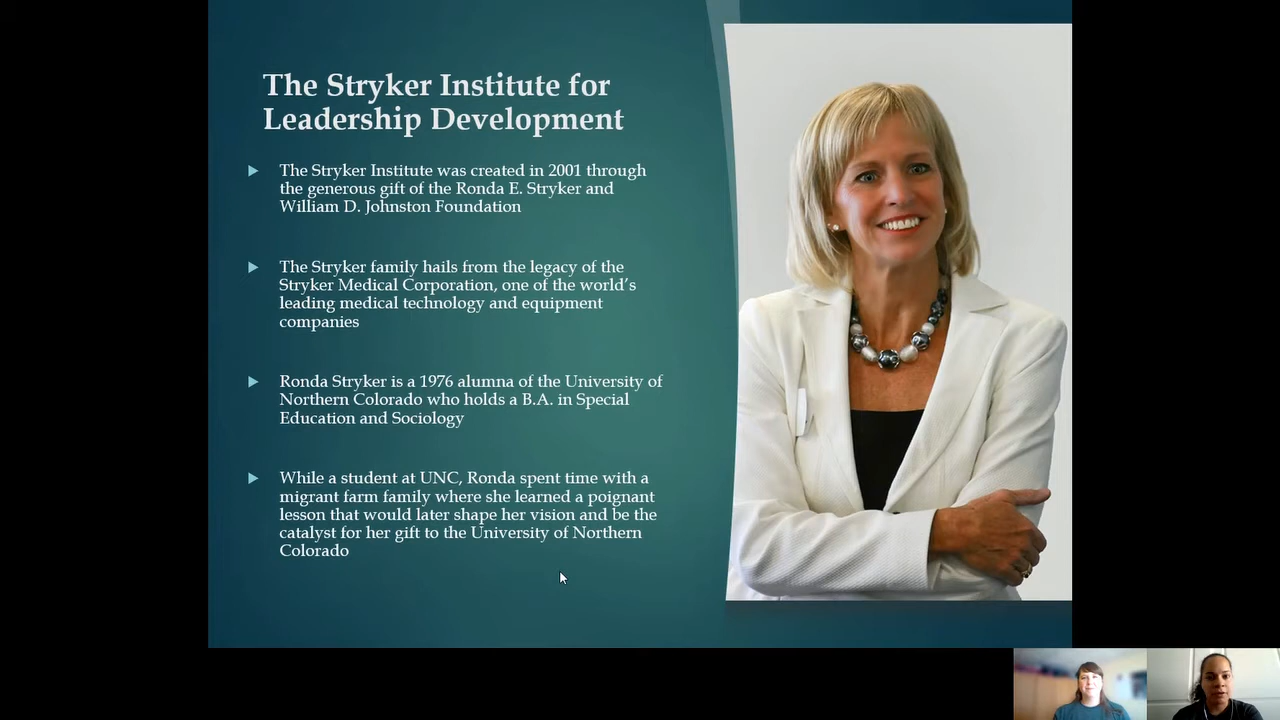 The Stryker Institute for
Leadership Development
The Stryker Institute was created in 2001 through
the generous gift of the Ronda E. Stryker and
William D. Johnston Foundation
The Stryker family hails from the legacy of the
Stryker Medical Corporation, one of the world's
leading medical technology and equipment
companies
Ronda Stryker is a 1976 alumna of the University of
Northern Colorado who holds a B.A. in Special
Education and Sociology
While a student at UNC, Ronda spent time with a
migrant farm family where she learned a poignant
lesson that would later shape her vision and be the
catalyst for her gift to the University of Northern
Colorado